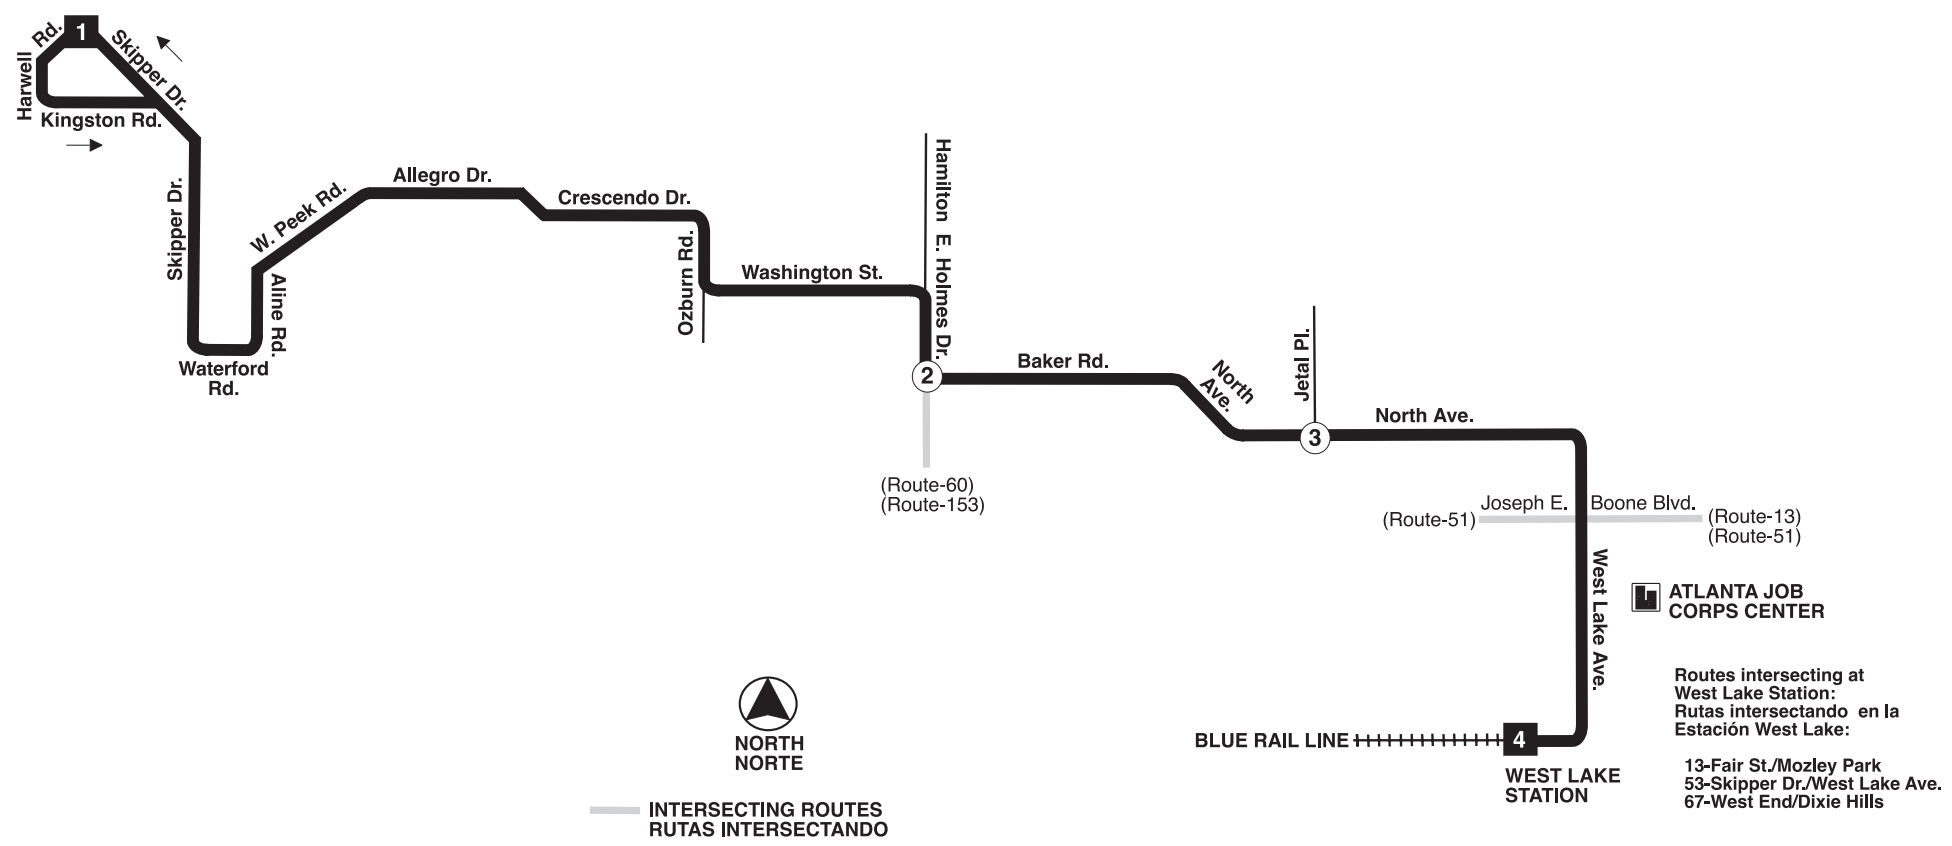 1
Harwell Rd.
Skipper Dr.
Kingston Rd.
Skipper Dr.
Waterford
Rd.
Aline Rd.
W. Peek Rd.
Allegro Dr.
Crescendo Dr.
Ozburn Rd.
Washington St.
Hamilton E. Holmes Dr.
2
(Route-60)
(Route-153)
Baker Rd.
North
Ave.
Jetal Pl.
3
North Ave.
(Route-51)
Joseph E. Boone Blvd.
(Route-13)
(Route-51)
West Lake Ave.
ATLANTA JOB
CORPS CENTER
Routes intersecting at
West Lake Station:
Rutas intersectando en la
Estación West Lake:
13-Fair St./Mozley Park
53-Skipper Dr./West Lake Ave.
67-West End/Dixie Hills
BLUE RAIL LINE
4
WEST LAKE
STATION
NORTH
NORTE
INTERSECTING ROUTES
RUTAS INTERSECTANDO